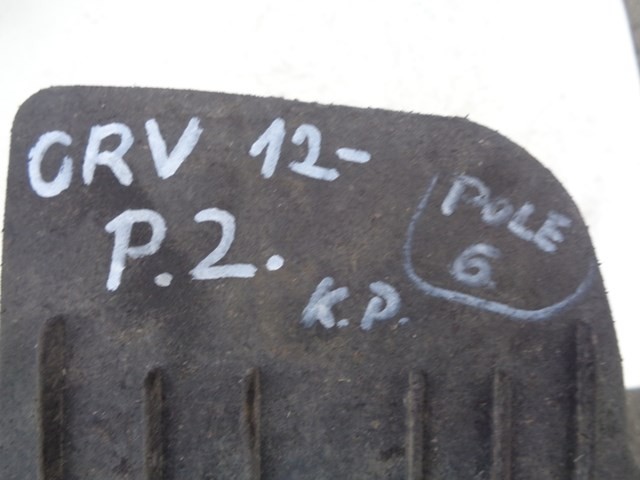 CRV 12-
P.2.
K.P.
POLE
6